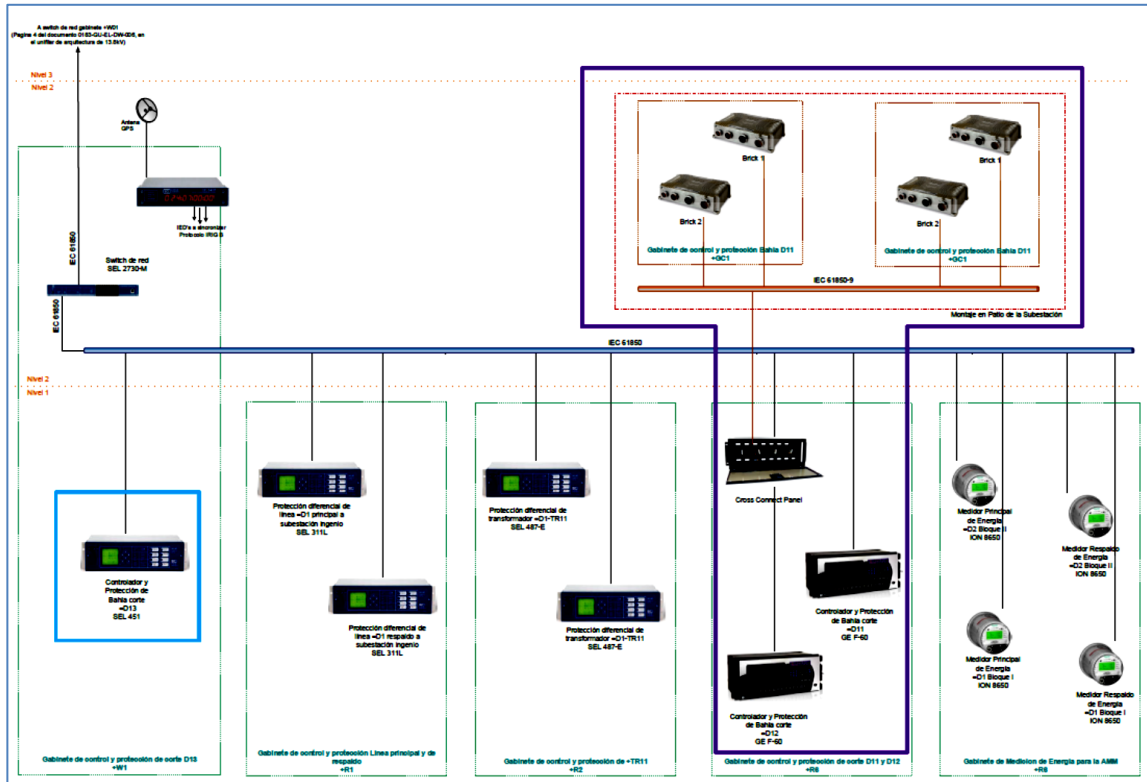 A switch de red gabinete +W01
(Pagina 4 del documento 0163-GU-EL-DW-006, en
el unifilar de arquitectura de 13.8kV)
Nivel 3
Nivel 2
Antena
GPS
IED's a sincronizar
Protocolo IRIG B
IEC 61850
Switch de red
SEL 2730-M
IEC 61850
Brick 1
Brick 2
Gabinete de control y protección Bahía D11
+GC1
Brick 1
Brick 2
Gabinete de control y protección Bahía D11
+GC1
IEC 61850-9
Montaje en Patio de la Subestación
IEC 61850
Nivel 2
Nivel 1
Controlador y
Protección de
Bahía corte
=D13
SEL 451
Gabinete de control y protección de corte D13
+W1
Protección diferencial de
línea =D1 principal a
subestación ingenio
SEL 311L
Protección diferencial de
línea =D1 respaldo a
subestación ingenio
SEL 311L
Gabinete de control y protección Línea principal y de
respaldo
+R1
Protección diferencial de
transformador =D1-TR11
SEL 487-E
Protección diferencial de
transformador =D1-TR11
SEL 487-E
Gabinete de control y protección de +TR11
+R2
Cross Connect Panel
Controlador y Protección
de Bahía corte
=D11
GE F-60
Controlador y Protección
de Bahía corte
=D12
GE F-60
Gabinete de control y protección de corte D11 y D12
+R6
Medidor Principal
de Energía
=D2 Bloque II
ION 8650
Medidor Respaldo
de Energía
=D2 Bloque II
ION 8650
Medidor Principal
de Energía
=D1 Bloque I
ION 8650
Medidor Respaldo
de Energía
=D1 Bloque I
ION 8650
Gabinete de Medicion de Energía para la AMM
+R6